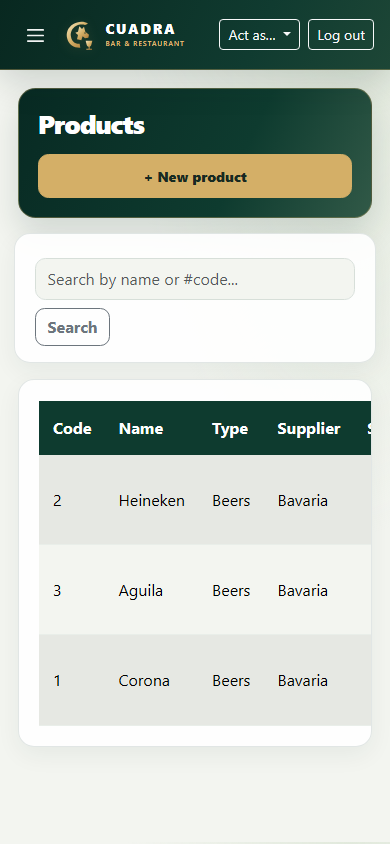 CUADRA
BAR & RESTAURANT
Act as...
Log out
Products
+ New product
Search by name or #code...
Search
Code Name Type Supplier
2 Heineken Beers Bavaria
3 Aguila Beers Bavaria
1 Corona Beers Bavaria